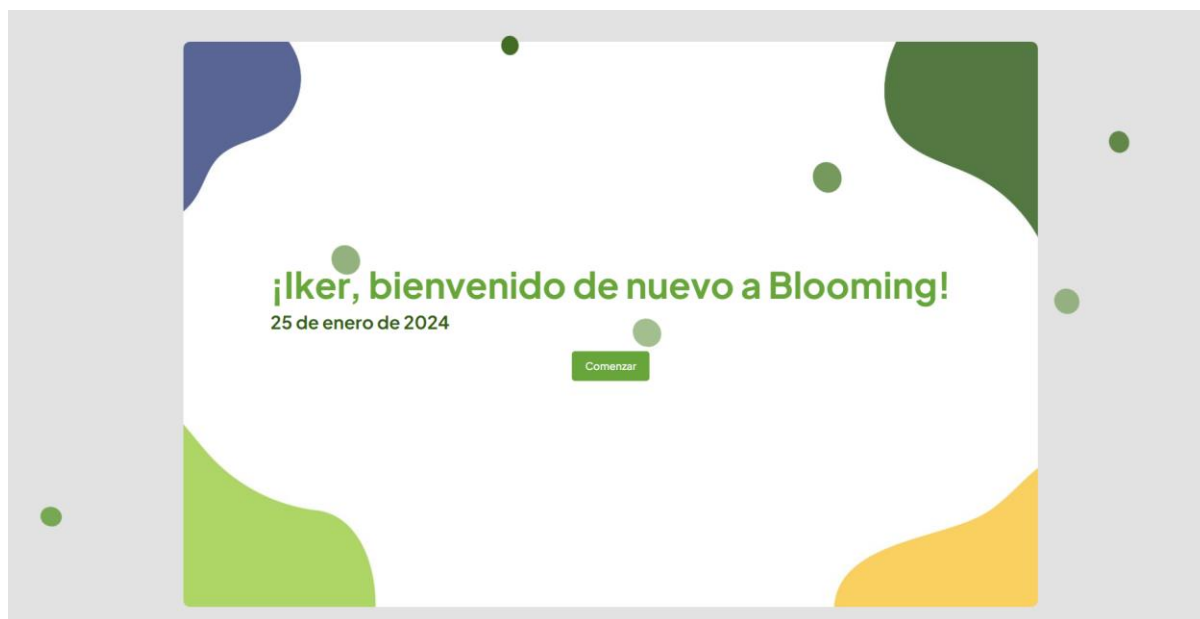 ¡Iker, bienvenido de nuevo a Blooming!
25 de enero de 2024
Comenzar